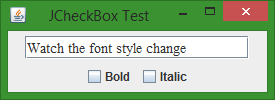 JCheckBox Test
Watch the font style change
Bold Italic